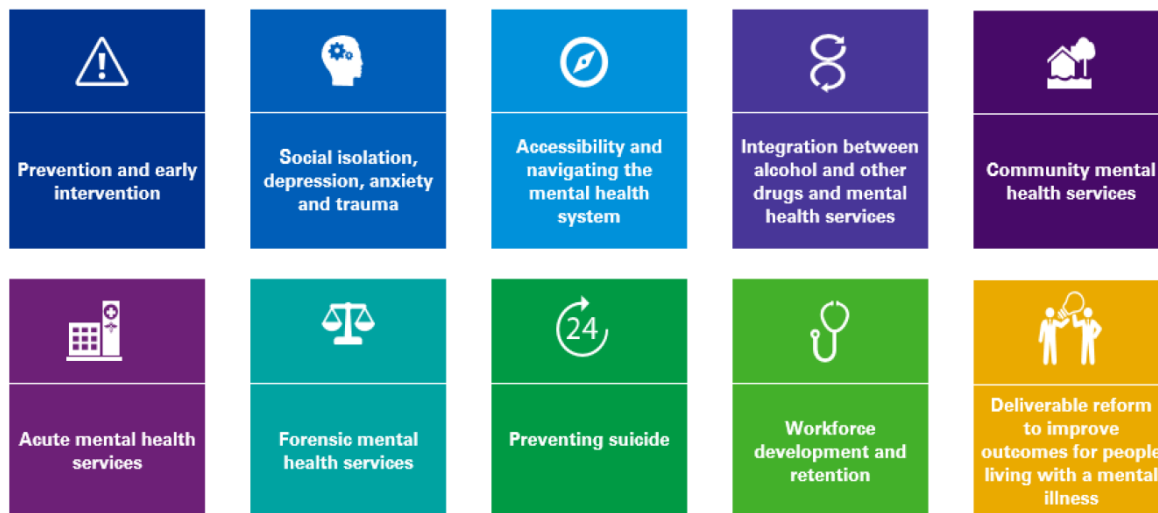 Prevention and early
intervention
Social isolation,
depression, anxiety
and trauma
Accessibility and
navigating the
mental health
system
Integration between
alcohol and other
drugs and mental
health services
Community mental
health services
Acute mental health
services
Forensic mental
health services
24
Preventing suicide
Workforce
development and
retention
Deliverable reform
to improve
outcomes for people
living with a mental
illness